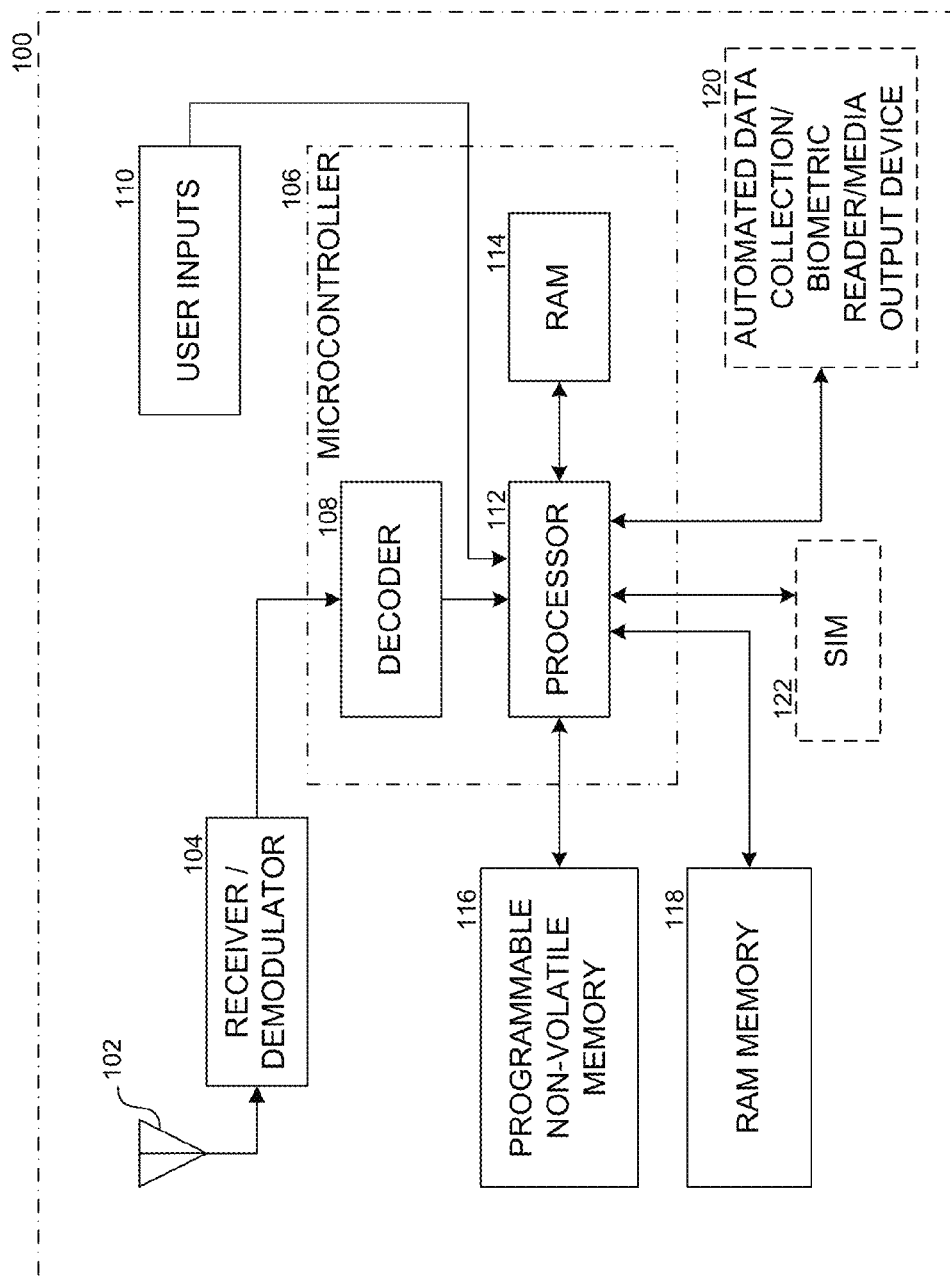 100
102
104
RECEIVER /
DEMODULATOR
110
USER INPUTS
106
MICROCONTROLLER
108
DECODER
112
PROCESSOR
114
RAM
116
PROGRAMMABLE
NON-VOLATILE
MEMORY
118
RAM MEMORY
122
SIM
120
AUTOMATED DATA
COLLECTION/
BIOMETRIC
READER/MEDIA
OUTPUT DEVICE